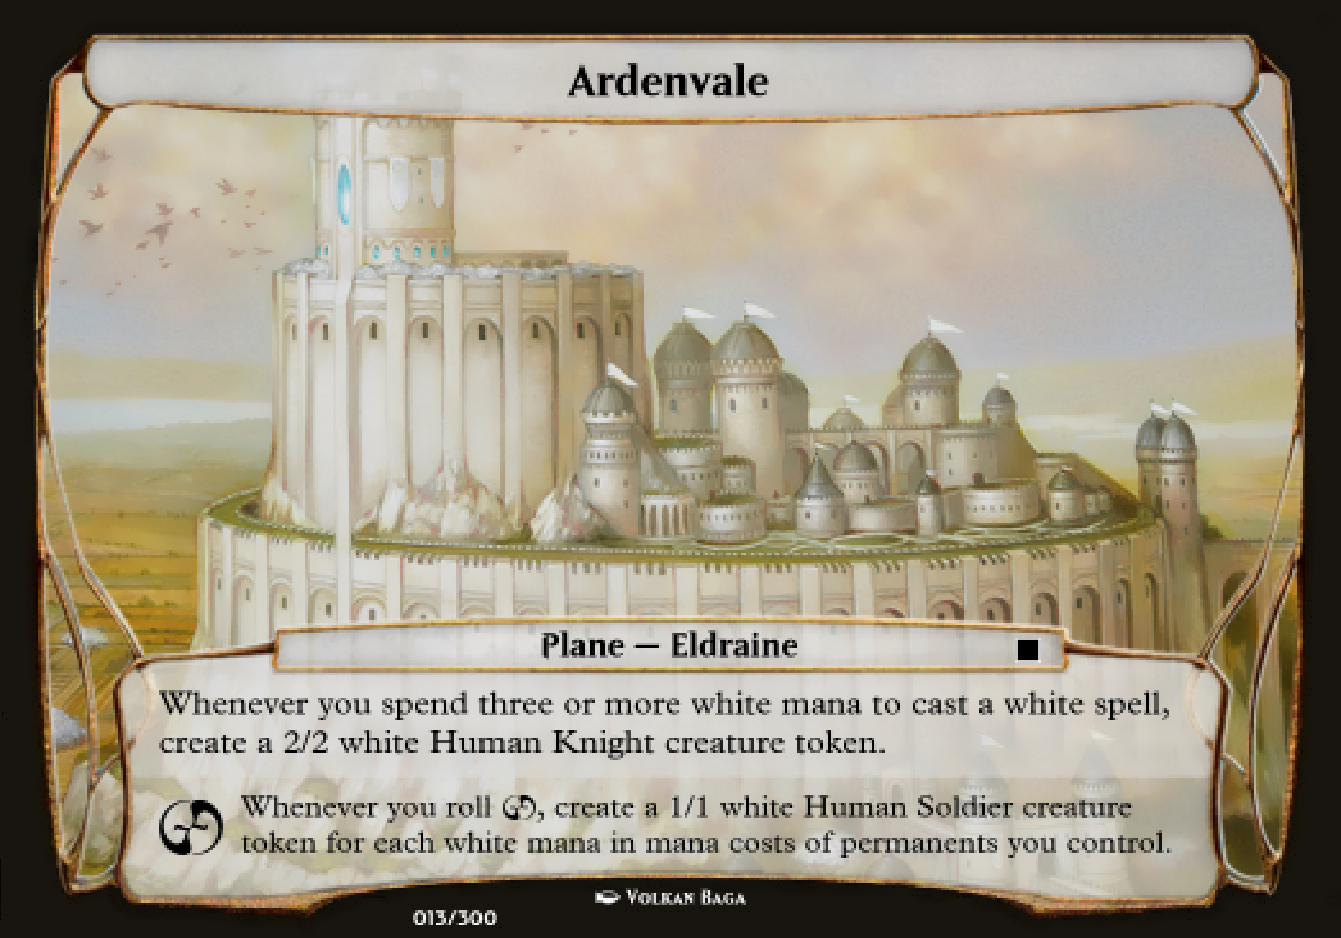 Ardenvale
Plane — Eldraine
Whenever you spend three or more white mana to cast a white spell,
create a 2/2 white Human Knight creature token.
Whenever you roll , create a 1/1 white Human Soldier creature
token for each white mana in mana costs of permanents you control.
Volkan Baga
013/300